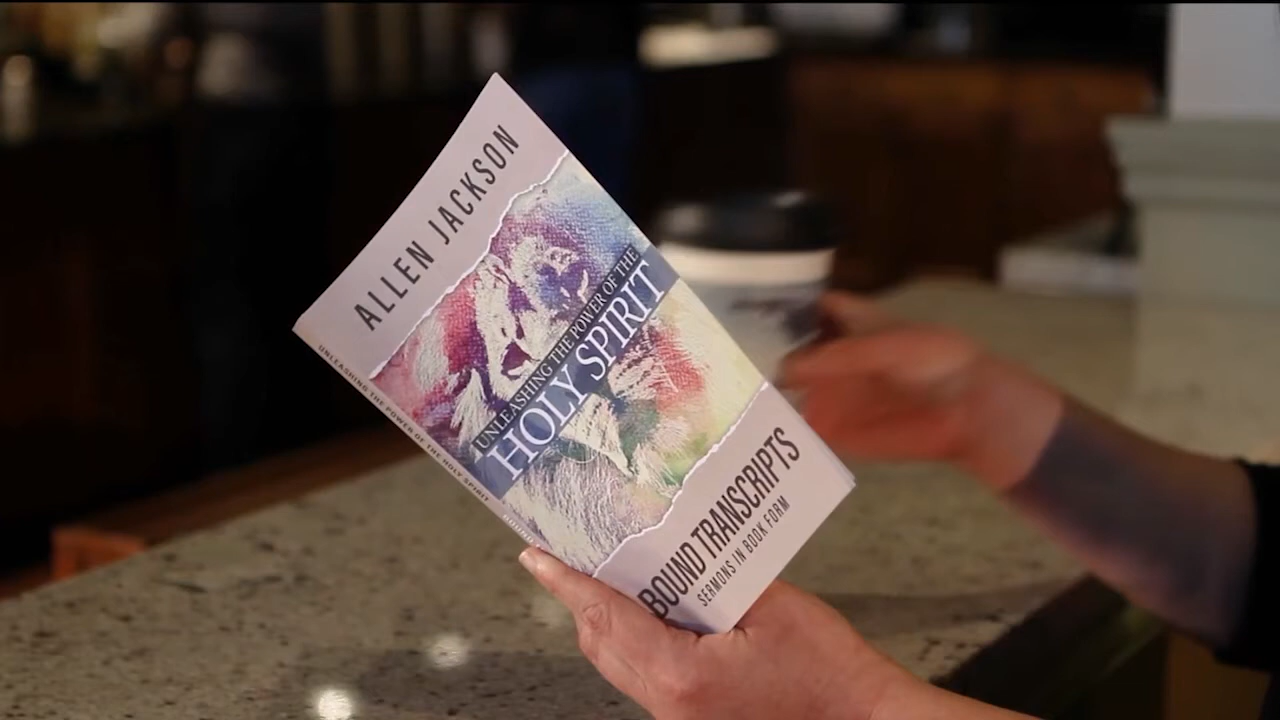 ALLEN JACKSON
UNLEASHING THE POWER OF THE
HOLY SPIRIT
BOUND TRANSCRIPTS
SERMONS IN BOOK FORM
UNLEASHING THE POWER OF THE HOLY SPIRIT